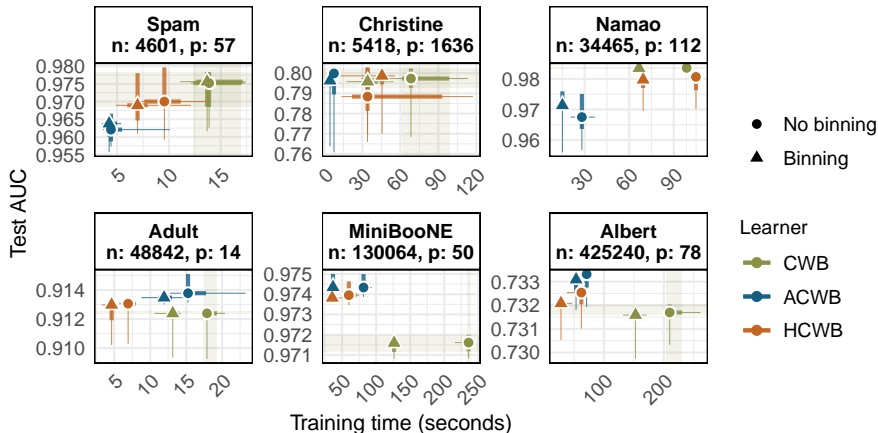 Spam
n: 4601, p: 57
Christine
n: 5418, p: 1636
Namao
n: 34465, p: 112
0.980
0.975
0.970
0.965
0.960
0.955
5
10
15
0.80
0.79
0.78
0.77
0.76
0
30
60
90
120
0.98
0.97
0.96
30
60
90
Test AUC
No binning
Binning
Adult
n: 48842, p: 14
MiniBooNE
n: 130064, p: 50
Albert
n: 425240, p: 78
0.914
0.912
0.910
5
10
15
20
0.975
0.974
0.973
0.972
0.971
50
100
150
200
250
0.733
0.732
0.731
0.730
100
200
Learner
CWB
ACWB
HCWB
Training time (seconds)